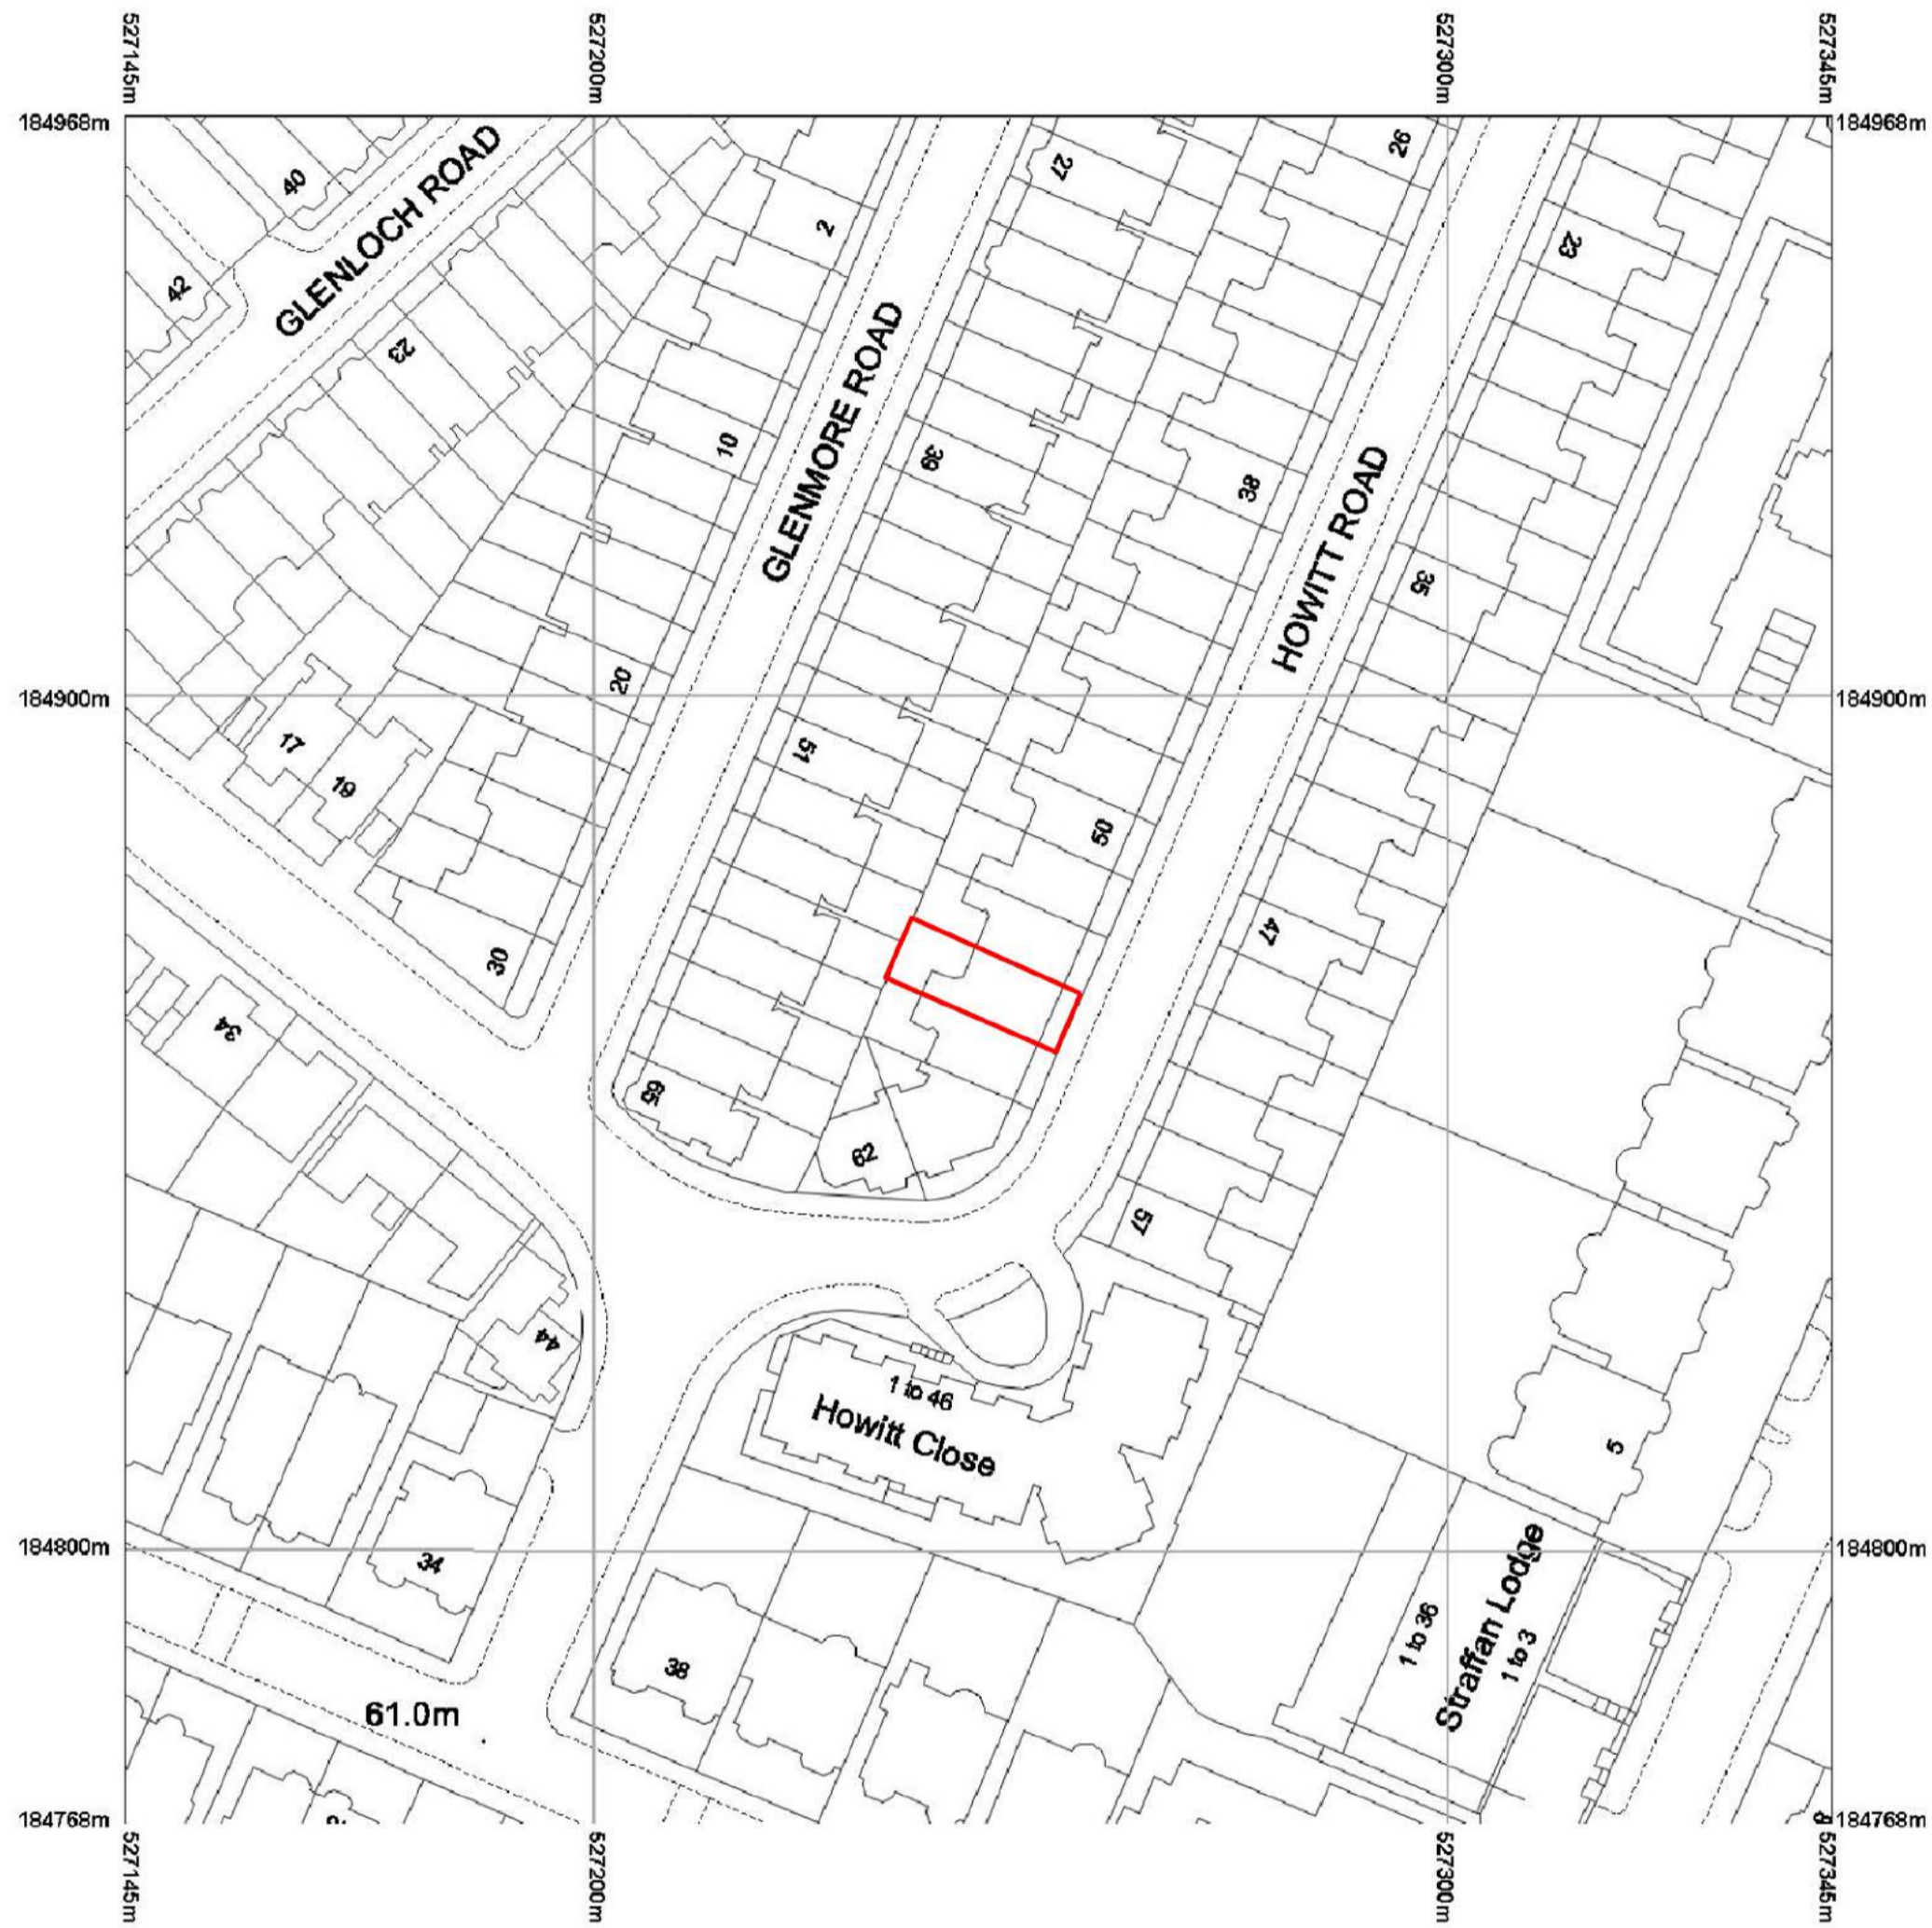 527145m
527200m
527300m
527345m
184968m
184968m
40
GLENLOCH ROAD
42
23
2
27
26
23
GLENMORE ROAD
10
39
38
HOWITT ROAD
35
20
184900m
184900m
17
19
51
50
30
47
34
65
62
57
44
1 to 46
Howitt Close
5
184800m
184800m
34
38
1 to 36
Straffan Lodge
1 to 3
61.0m
184768m
8
184768m
527145m
527200m
527300m
527345m